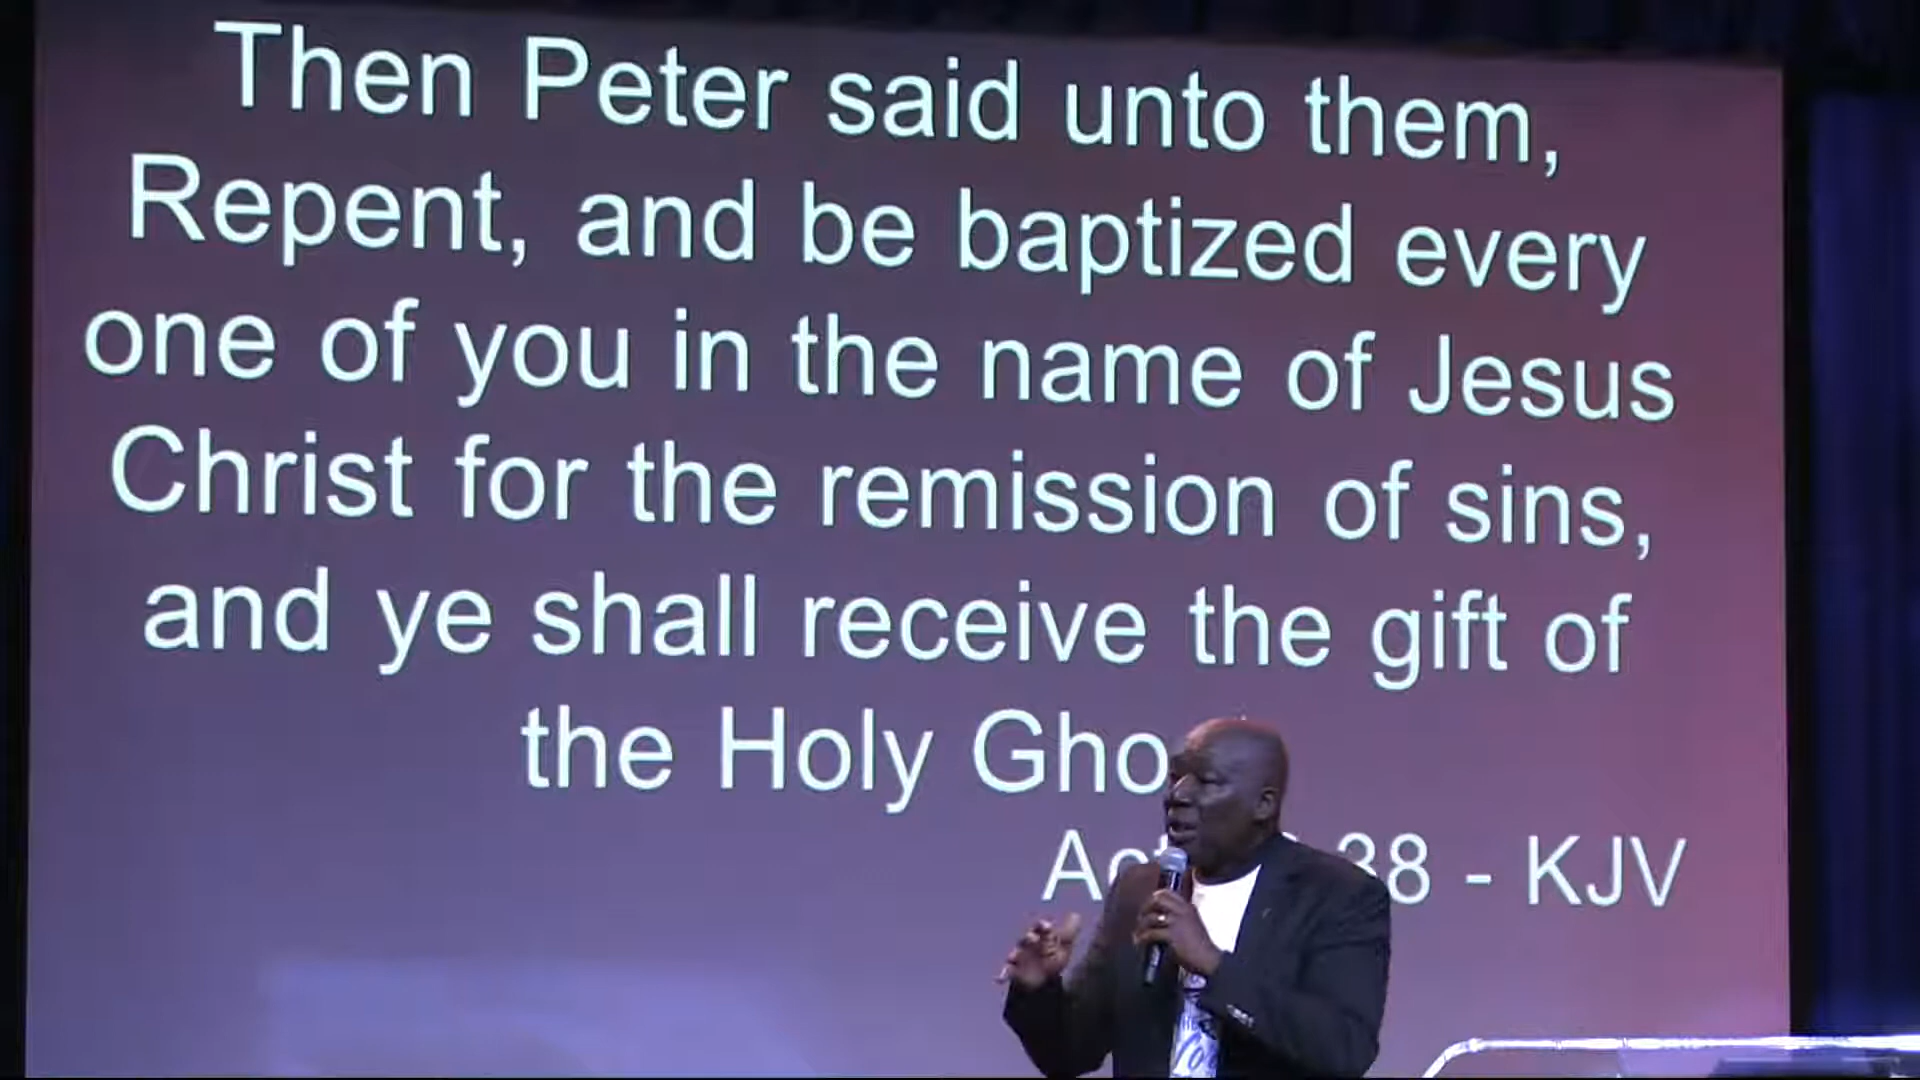 Then Peter said unto them,
Repent, and be baptized every
one of you in the name of Jesus
Christ for the remission of sins,
and ye shall receive the gift of
the Holy Gho
38 - KJV